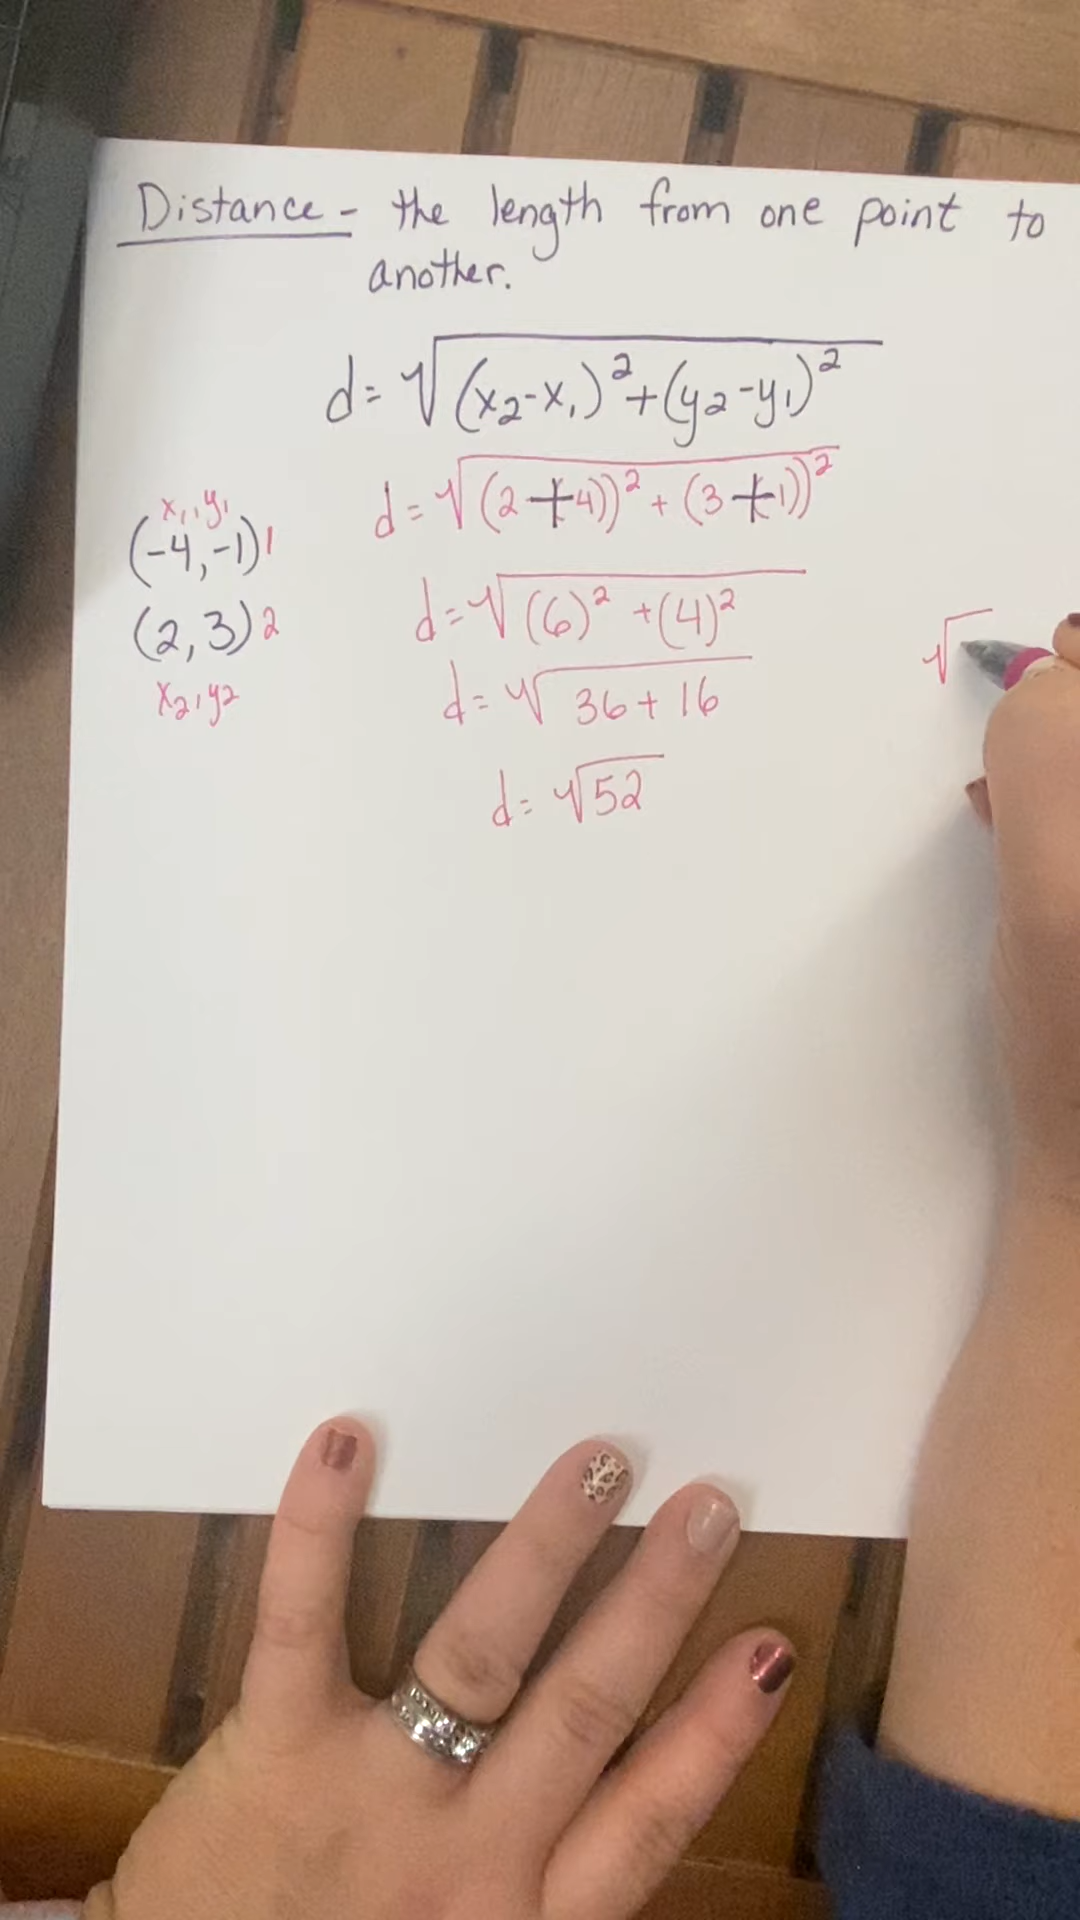 Distance - the length from one point to
another.
d = √(x₂-x₁)²+(y₂-y₁)²
x₁, y₁
(-4, -1) 1
(2, 3) 2
x₂, y₂
d = √(2+(+4))² + (3+(+1))²
d = √(6)² + (4)²
d = √36 + 16
d = √52
√